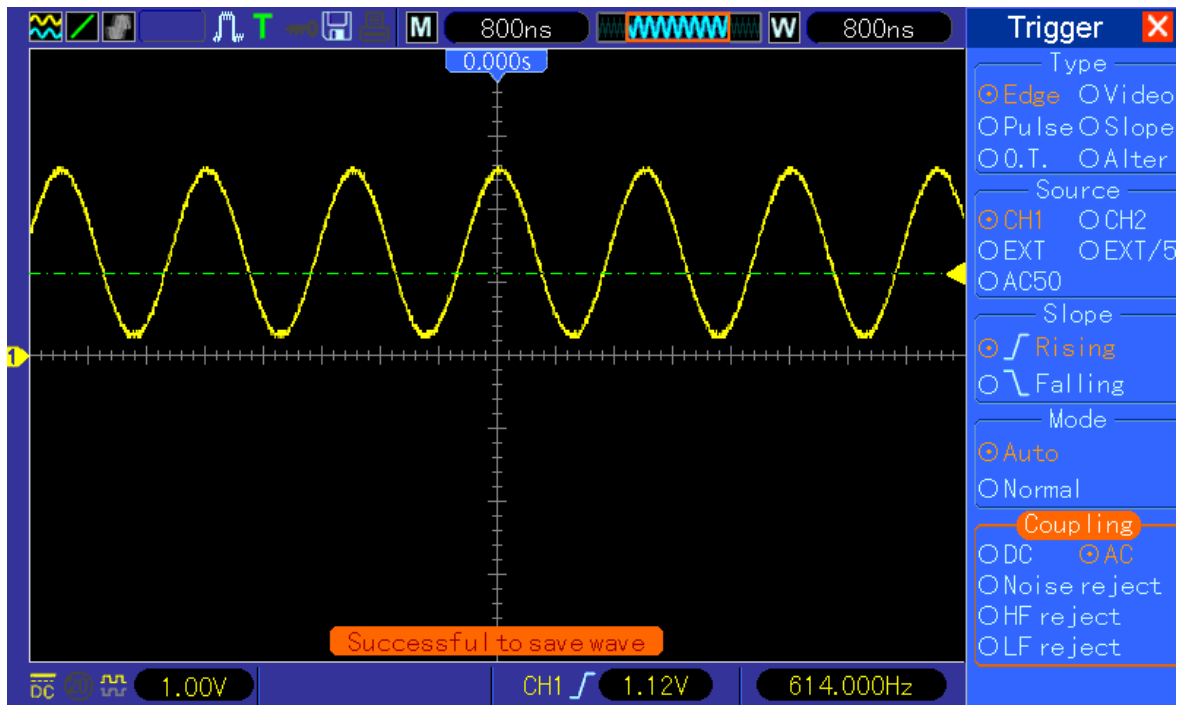 T M 800ns W 800ns
0.000s
Trigger X
Type
Edge Video
Pulse Slope
O.T. Alter
Source
CH1 CH2
EXT EXT/5
AC50
Slope
Rising
Falling
Mode
Auto
Normal
Coupling
DC AC
Noise reject
HF reject
LF reject
1
Successful to save wave
DC 20 1.00V CH1 1.12V 614.000Hz